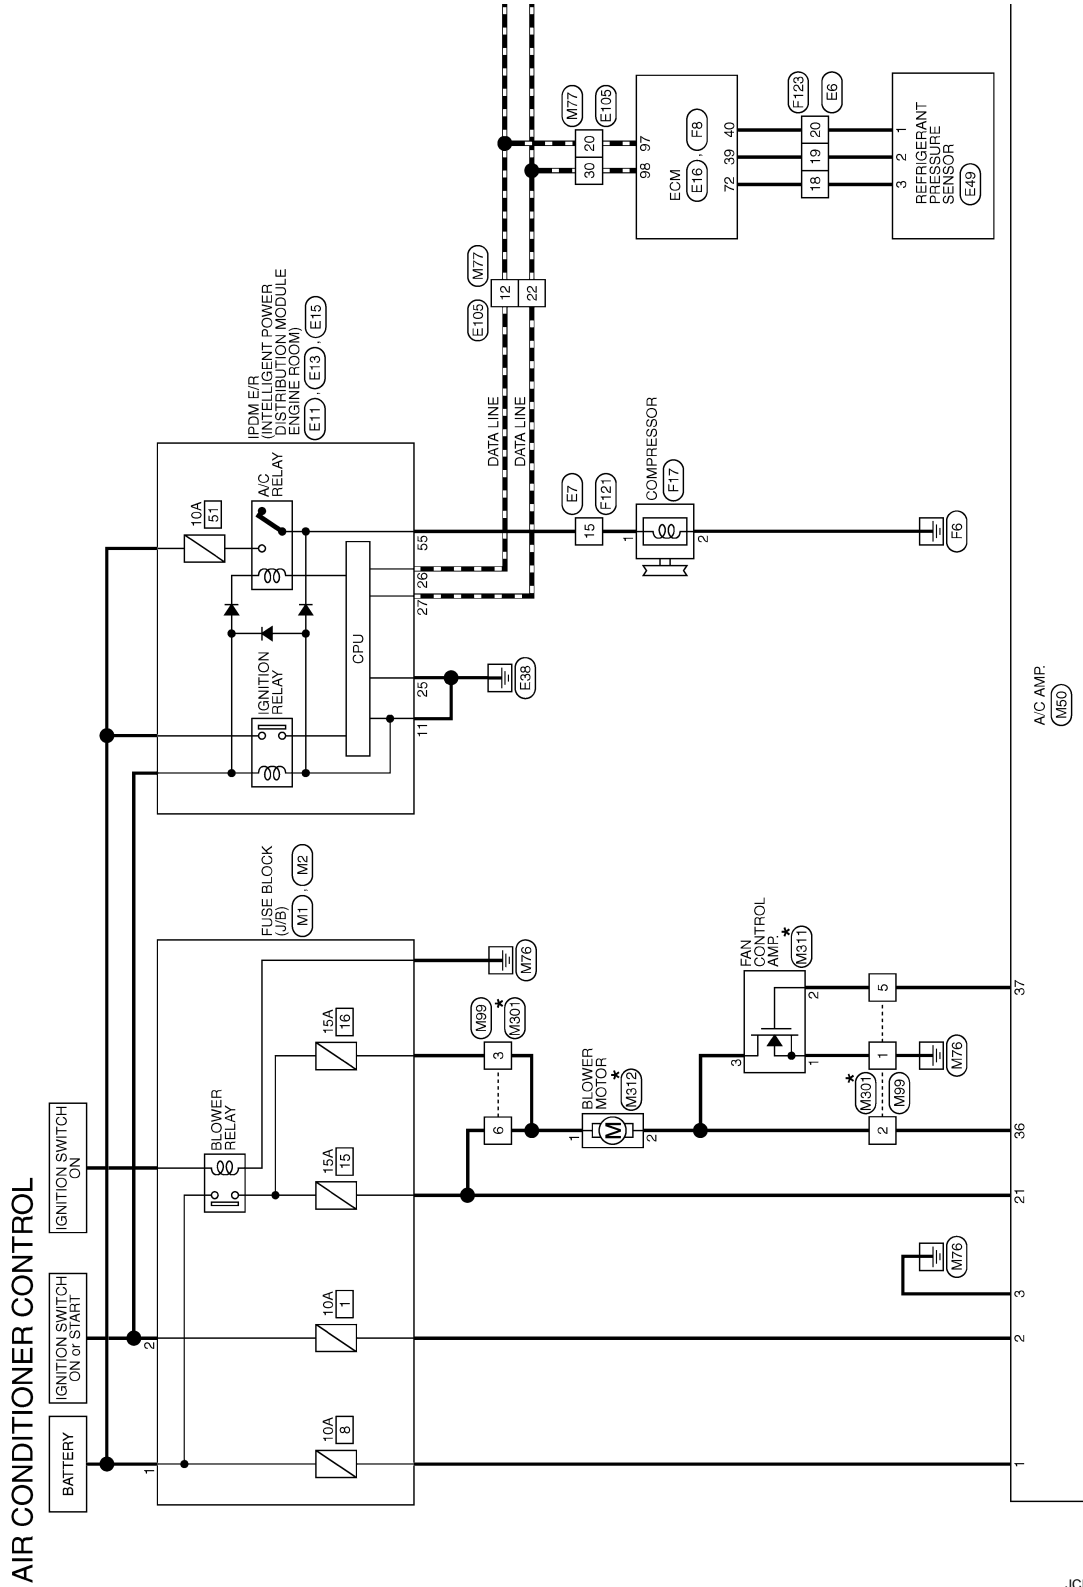 AIR CONDITIONER CONTROL
BATTERY
IGNITION SWITCH
ON or START
IGNITION SWITCH
ON
1
2
10A
8
10A
1
BLOWER
RELAY
15A
15
15A
16
FUSE BLOCK
(J/B)
M1 , M2
M76
6
3
M99
*
M301
BLOWER
MOTOR
*
M312
1
M
2
FAN
CONTROL
AMP.
*
M311
3
1
2
*
M301
M99
2
1
5
M76
M76
1
2
3
21
36
37
A/C AMP.
M50
IGNITION
RELAY
10A
51
A/C
RELAY
CPU
IPDM E/R
(INTELLIGENT POWER
DISTRIBUTION MODULE
ENGINE ROOM)
E11 , E13 , E15
11
25
27
26
55
E38
DATA LINE
DATA LINE
E105
M77
12
22
E7
15
F121
COMPRESSOR
F17
1
2
F6
M77
E105
30
20
98
97
ECM
E16 , F8
72
39
40
F123
E6
18
19
20
3
2
1
REFRIGERANT
PRESSURE
SENSOR
E49